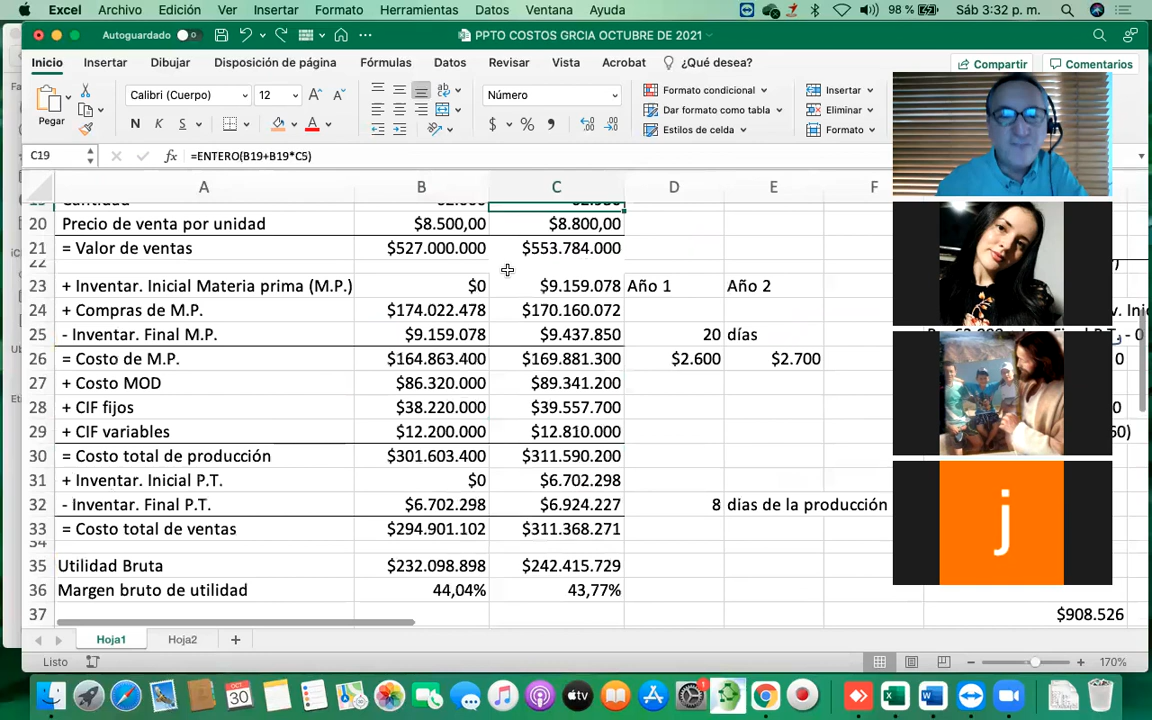 Excel Archivo Edición Ver Insertar Formato Herramientas Datos Ventana Ayuda 98 % Sáb 3:32 p. m.
Autoguardado PPTO COSTOS GRCIA OCTUBRE DE 2021
Inicio Insertar Dibujar Disposición de página Fórmulas Datos Revisar Vista Acrobat ¿Qué desea? Compartir Comentarios
Pegar Calibri (Cuerpo) 12 Número Formato condicional Insertar
N K S $ % Dar formato como tabla Eliminar
Estilos de celda Formato
C19 fx =ENTERO(B19+B19*C5)
A B C D E F
20 Precio de venta por unidad $8.500,00 $8.800,00
21 = Valor de ventas $527.000.000 $553.784.000
22
23 + Inventar. Inicial Materia prima (M.P.) $0 $9.159.078 Año 1 Año 2
24 + Compras de M.P. $174.022.478 $170.160.072
25 - Inventar. Final M.P. $9.159.078 $9.437.850 20 días
26 = Costo de M.P. $164.863.400 $169.881.300 $2.600 $2.700
27 + Costo MOD $86.320.000 $89.341.200
28 + CIF fijos $38.220.000 $39.557.700
29 + CIF variables $12.200.000 $12.810.000
30 = Costo total de producción $301.603.400 $311.590.200
31 + Inventar. Inicial P.T. $0 $6.702.298
32 - Inventar. Final P.T. $6.702.298 $6.924.227 8 dias de la producción
33 = Costo total de ventas $294.901.102 $311.368.271
34
35 Utilidad Bruta $232.098.898 $242.415.729
36 Margen bruto de utilidad 44,04% 43,77%
37 $908.526
Hoja1 Hoja2 +
Listo 170%
j
OCT
30